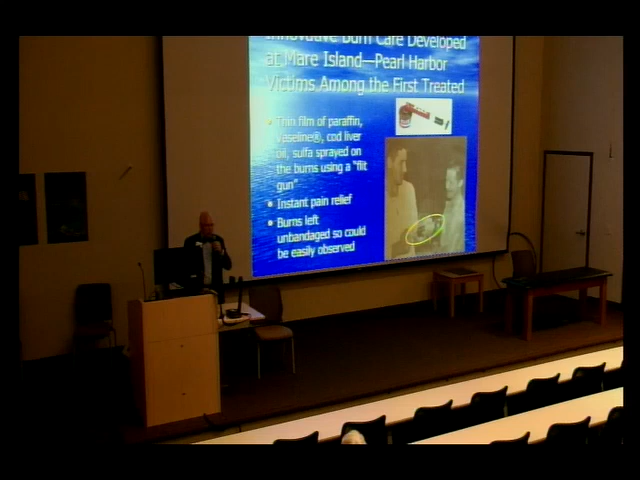 Innovative Burn Care Developed
at Mare Island—Pearl Harbor
Victims Among the First Treated
• Thin film of paraffin,
Vaseline®, cod liver
oil, sulfa sprayed on
the burns using a "flit
gun"
• Instant pain relief
• Burns left
unbandaged so could
be easily observed